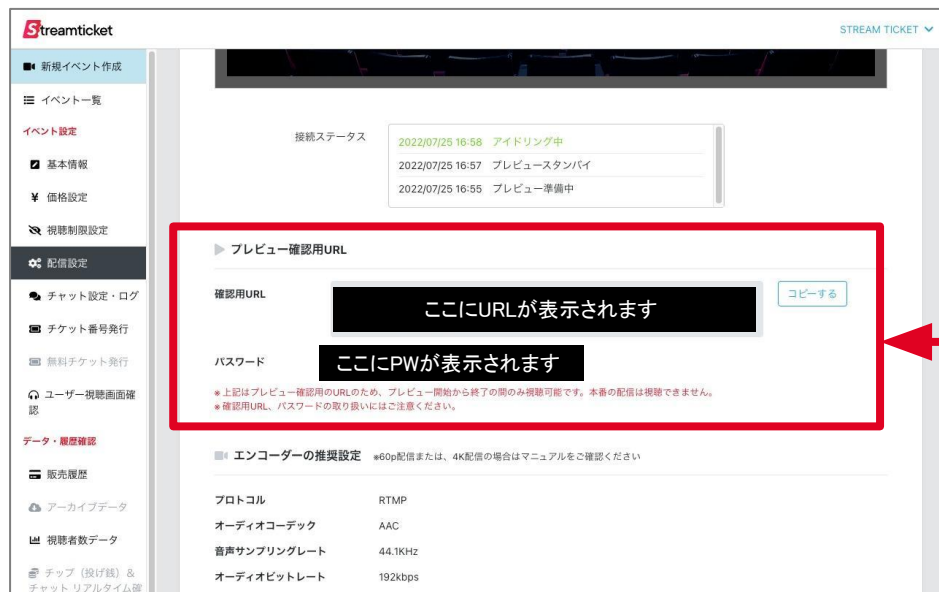 Streamticket
STREAM TICKET
新規イベント作成
イベント一覧
イベント設定
基本情報
¥ 価格設定
視聴制限設定
配信設定
チャット設定・ログ
チケット番号発行
無料チケット発行
ユーザー視聴画面確
認
データ・履歴確認
販売履歴
アーカイブデータ
視聴者数データ
チップ（投げ銭）＆
チャット リアルタイム確
接続ステータス
2022/07/25 16:58 アイドリング中
2022/07/25 16:57 プレビュースタンバイ
2022/07/25 16:55 プレビュー準備中
プレビュー確認用URL
確認用URL
ここにURLが表示されます
コピーする
パスワード
ここにPWが表示されます
※上記はプレビュー確認用のURLのため、プレビュー開始から終了の間のみ視聴可能です。本番の配信は視聴できません。
※確認用URL、パスワードの取り扱いにはご注意ください。
エンコーダーの推奨設定 ※60p配信または、4K配信の場合はマニュアルをご確認ください
プロトコル RTMP
オーディオコーデック AAC
音声サンプリングレート 44.1KHz
オーディオビットレート 192kbps